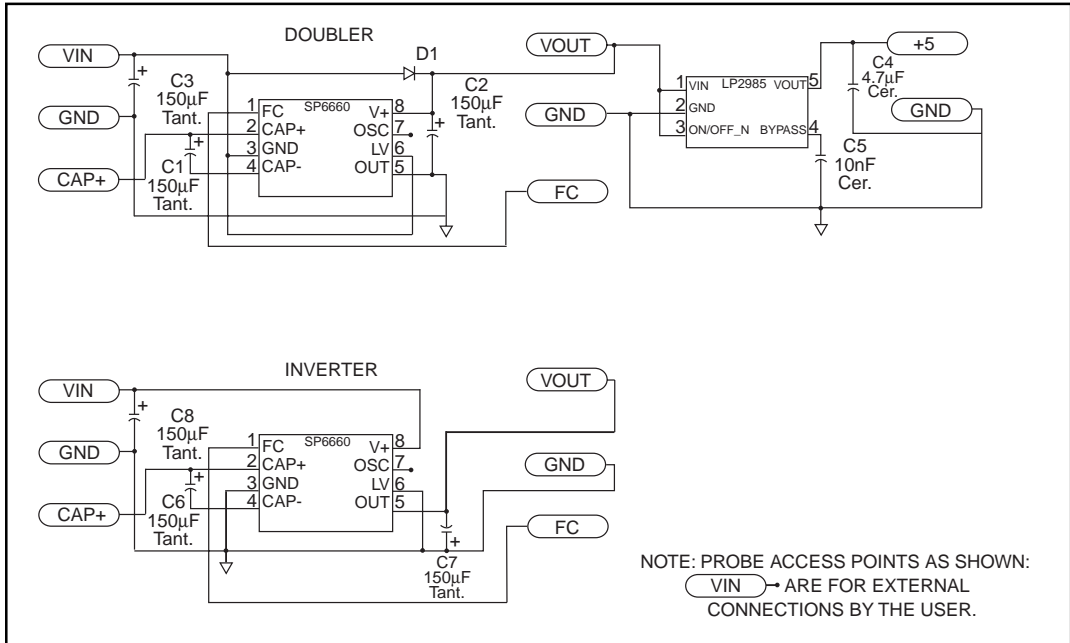 DOUBLER
VIN
GND
CAP+
C3
150µF
Tant.
C1
150µF
Tant.
D1
SP6660
1 FC
2 CAP+
3 GND
4 CAP-
V+ 8
OSC 7
LV 6
OUT 5
C2
150µF
Tant.
VOUT
GND
FC
LP2985
1 VIN
2 GND
3 ON/OFF_N
VOUT 5
BYPASS 4
C4
4.7µF
Cer.
C5
10nF
Cer.
+5
GND
INVERTER
VIN
GND
CAP+
C8
150µF
Tant.
C6
150µF
Tant.
SP6660
1 FC
2 CAP+
3 GND
4 CAP-
V+ 8
OSC 7
LV 6
OUT 5
C7
150µF
Tant.
VOUT
GND
FC
NOTE: PROBE ACCESS POINTS AS SHOWN:
VIN ARE FOR EXTERNAL
CONNECTIONS BY THE USER.